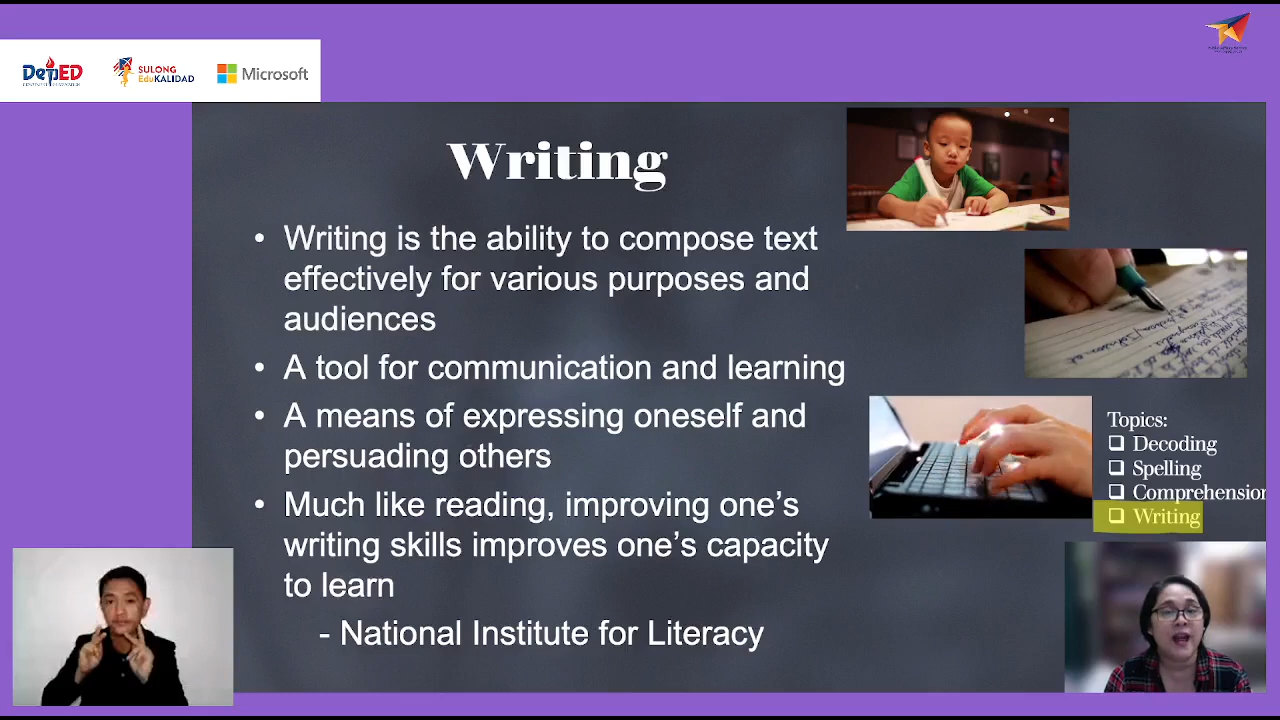 DepED
SULONG
EduKALIDAD
Microsoft
Writing
• Writing is the ability to compose text
effectively for various purposes and
audiences
• A tool for communication and learning
• A means of expressing oneself and
persuading others
• Much like reading, improving one’s
writing skills improves one’s capacity
to learn
- National Institute for Literacy
Topics:
❑ Decoding
❑ Spelling
❑ Comprehension
❑ Writing